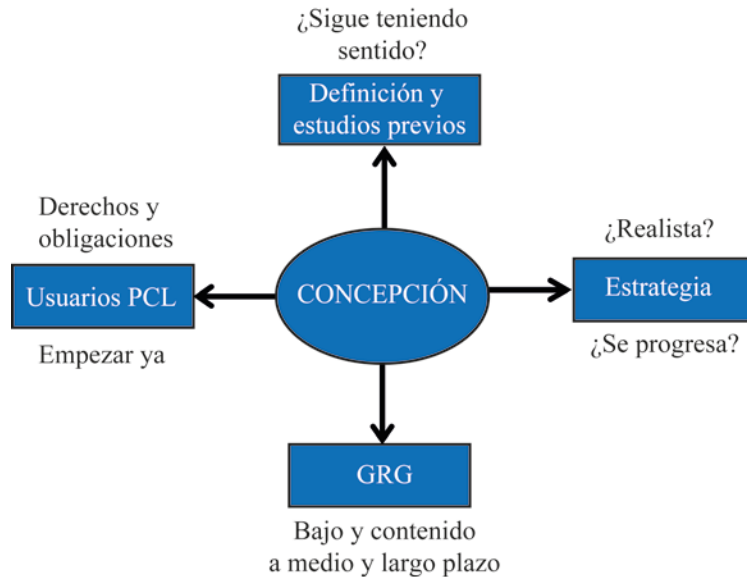 ¿Sigue teniendo
sentido?
Definición y
estudios previos
Derechos y
obligaciones
Usuarios PCL
Empezar ya
CONCEPCIÓN
¿Realista?
Estrategia
¿Se progresa?
GRG
Bajo y contenido
a medio y largo plazo